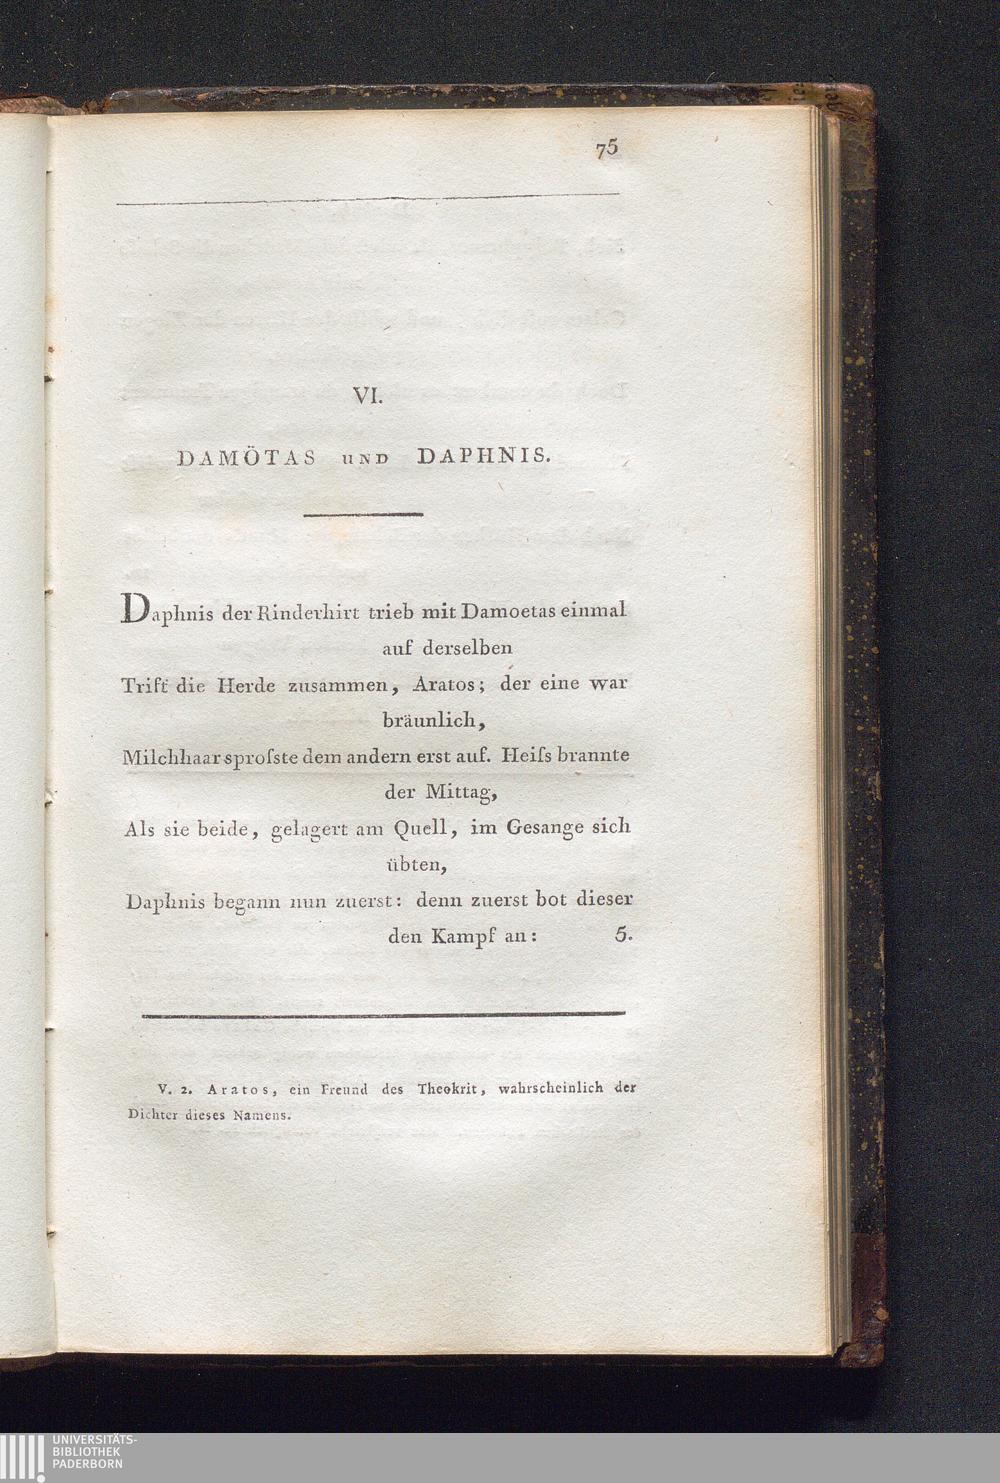 75
VI.
DAMÖTAS UND DAPHNIS.
Daphnis der Rinderhirt trieb mit Damoetas einmal
auf derselben
Trift die Herde zusammen, Aratos; der eine war
bräunlich,
Milchhaar sproſste dem andern erst auf. Heiſs brannte
der Mittag,
Als sie beide, gelagert am Quell, im Gesange sich
übten,
Daphnis begann nun zuerst: denn zuerst bot dieser
den Kampf an: 5.
V. 2. Aratos, ein Freund des Theokrit, wahrscheinlich der
Dichter dieses Namens.
UNIVERSITÄTS-
BIBLIOTHEK
PADERBORN